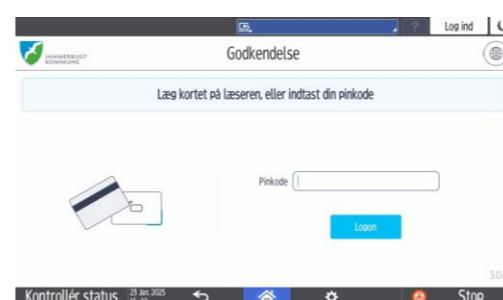 ? Log ind
JAMMERBUGT
KOMMUNE
Godkendelse
Læg kortet på læseren, eller indtast din pinkode
Pinkode
Logon
Kontrollér status 23 Jan 2025
Stop